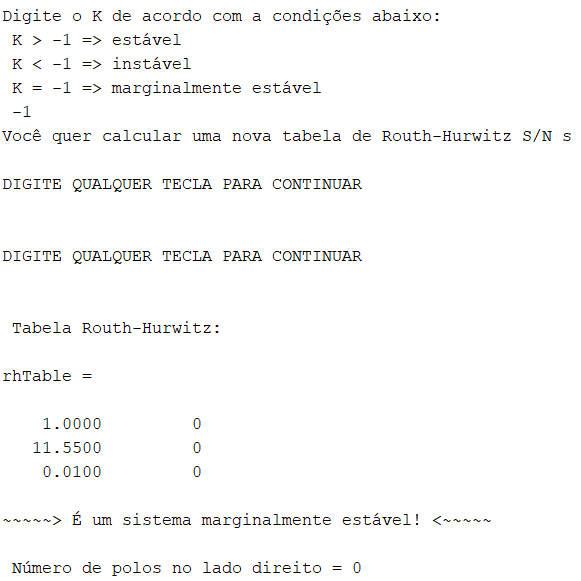 Digite o K de acordo com a condições abaixo:
K > -1 => estável
K < -1 => instável
K = -1 => marginalmente estável
-1
Você quer calcular uma nova tabela de Routh-Hurwitz S/N s
DIGITE QUALQUER TECLA PARA CONTINUAR
DIGITE QUALQUER TECLA PARA CONTINUAR
Tabela Routh-Hurwitz:
rhTable =
1.0000 0
11.5500 0
0.0100 0
~~~~~> É um sistema marginalmente estável! <~~~~~
Número de polos no lado direito = 0